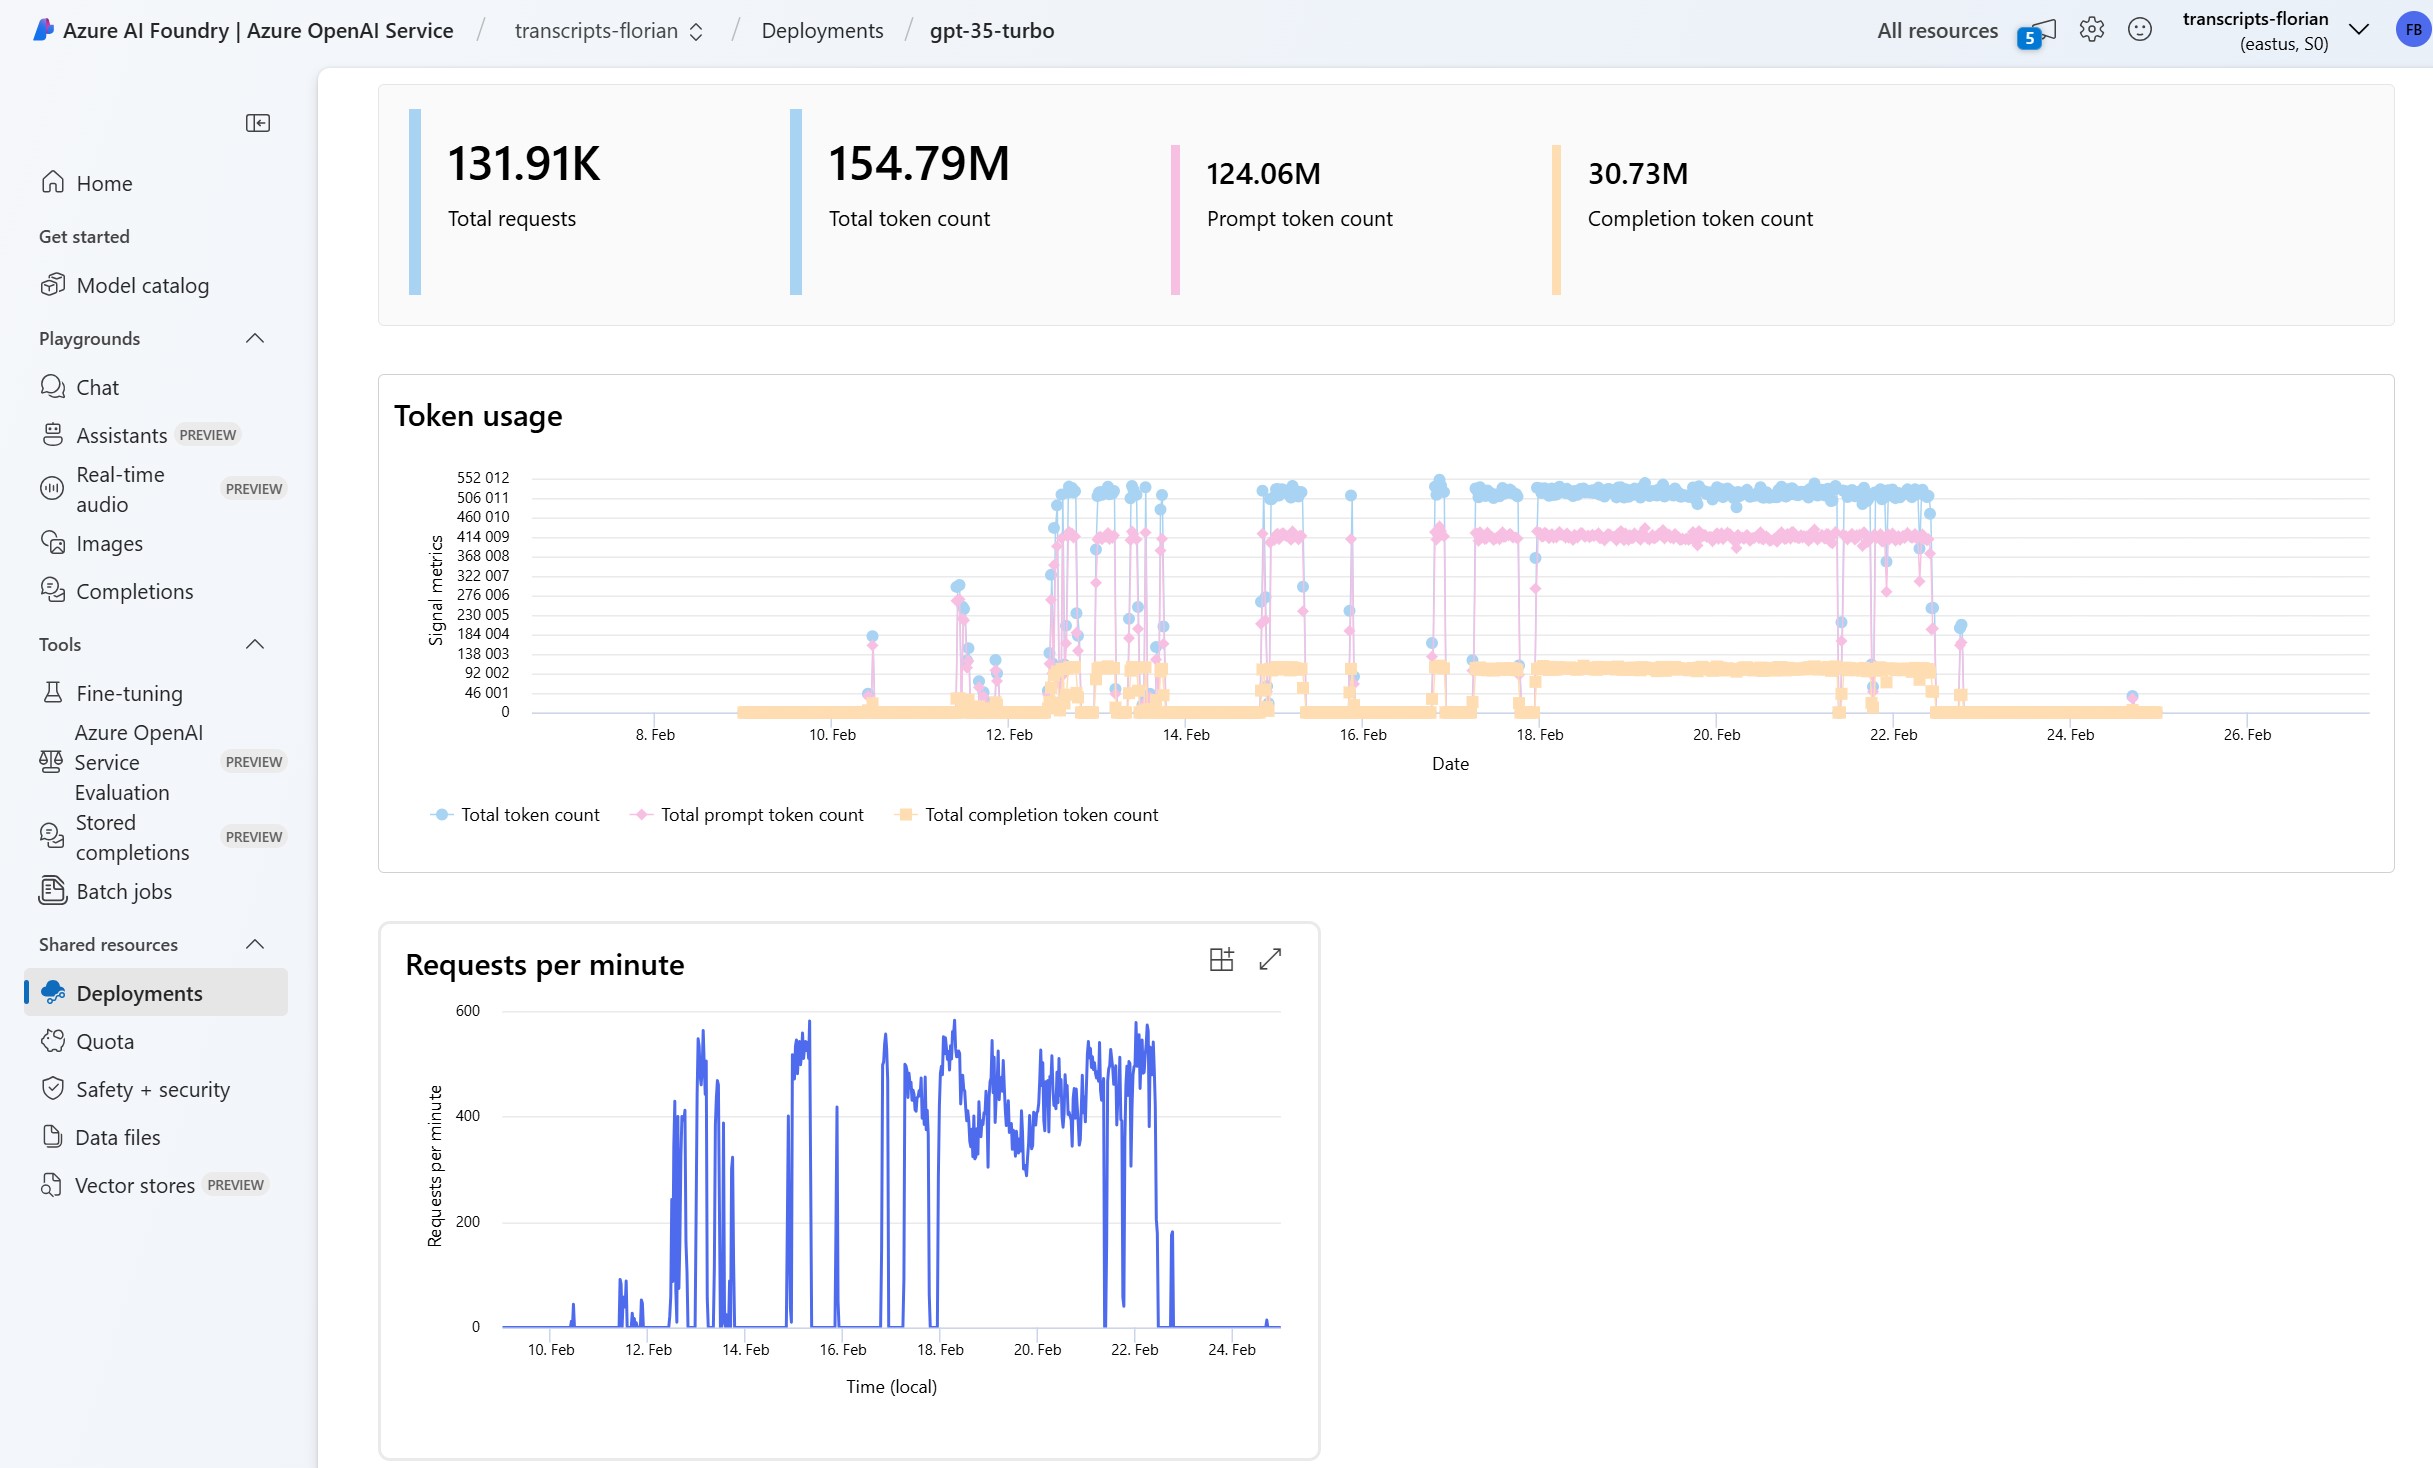 Azure AI Foundry | Azure OpenAI Service / transcripts-florian / Deployments / gpt-35-turbo
All resources
5
transcripts-florian
(eastus, S0)
FB
Home
Get started
Model catalog
Playgrounds
Chat
Assistants PREVIEW
Real-time
audio
PREVIEW
Images
Completions
Tools
Fine-tuning
Azure OpenAI
Service
Evaluation
PREVIEW
Stored
completions
PREVIEW
Batch jobs
Shared resources
Deployments
Quota
Safety + security
Data files
Vector stores PREVIEW
131.91K
Total requests
154.79M
Total token count
124.06M
Prompt token count
30.73M
Completion token count
Token usage
Signal metrics
552 012
506 011
460 010
414 009
368 008
322 007
276 006
230 005
184 004
138 003
92 002
46 001
0
8. Feb 10. Feb 12. Feb 14. Feb 16. Feb 18. Feb 20. Feb 22. Feb 24. Feb 26. Feb
Date
Total token count Total prompt token count Total completion token count
Requests per minute
Requests per minute
600
400
200
0
10. Feb 12. Feb 14. Feb 16. Feb 18. Feb 20. Feb 22. Feb 24. Feb
Time (local)